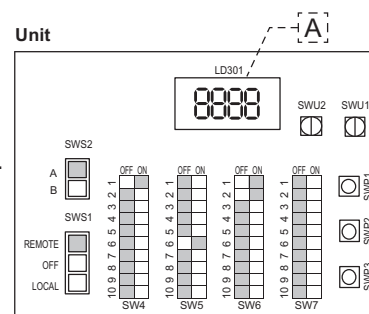 Unit
A
LD301
8888
SWU2 SWU1
SWS2
A
B
SWS1
REMOTE
OFF
LOCAL
OFF ON OFF ON OFF ON OFF ON
1 1 1 1
2 2 2 2
3 3 3 3
4 4 4 4
5 5 5 5
6 6 6 6
7 7 7 7
8 8 8 8
9 9 9 9
10 10 10 10
SW4 SW5 SW6 SW7
SWP1
SWP2
SWP3